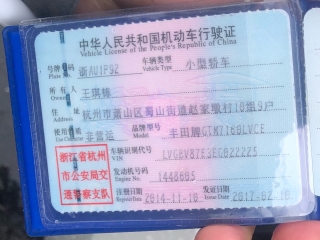 中华人民共和国机动车行驶证
Vehicle License of the People's Republic of China
号牌号码 浙AU1P9Z 车辆类型 小型轿车
Plate No. Vehicle Type
所有人 王琪栋
Owner
住址 杭州市萧山区蜀山街道赵家墩村10组9户
Address
使用性质 非营运 品牌型号 丰田牌GTM7160LVCE
Use Character Model
浙江省杭州市公安局交通警察支队
车辆识别代号
VIN
发动机号码 1448685
Engine No.
注册日期 发证日期
Register Date 2014-11-18 Issue Date